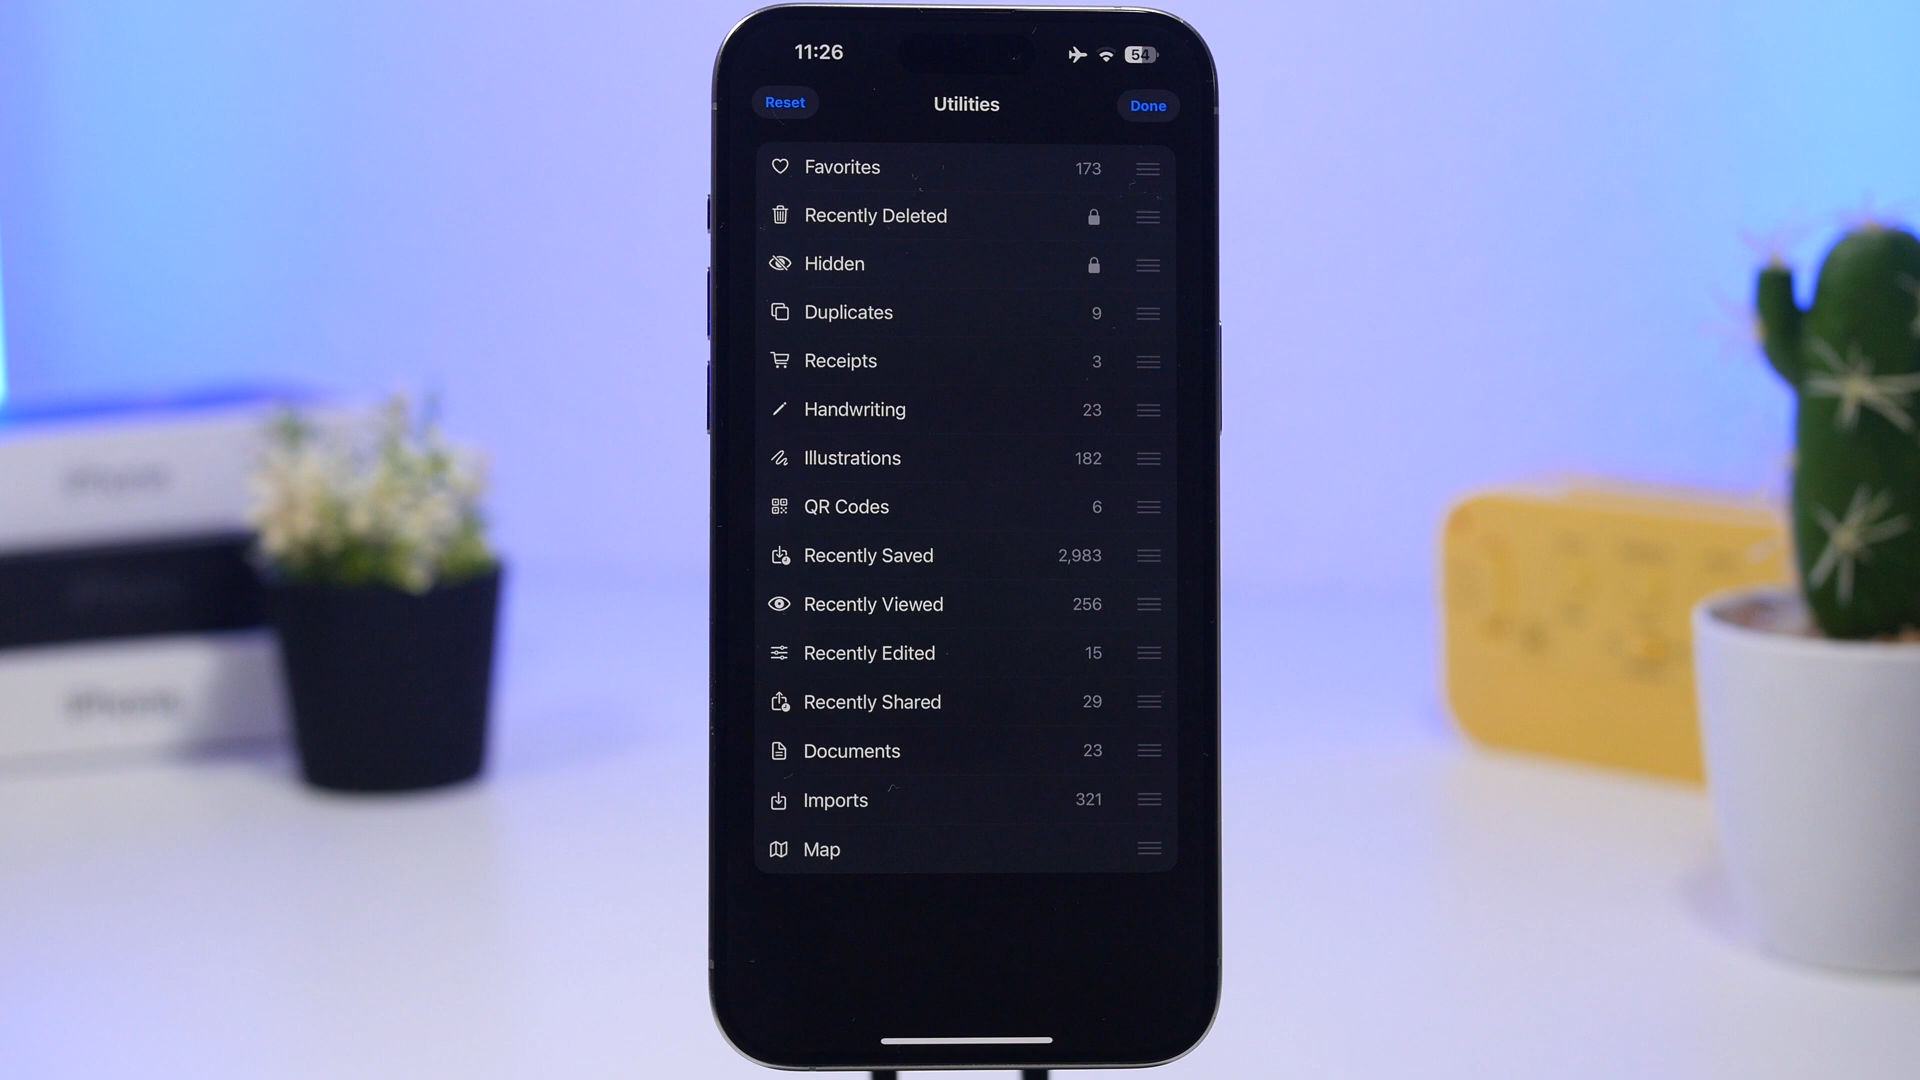 11:26 54
Reset Utilities Done
Favorites 173
Recently Deleted
Hidden
Duplicates 9
Receipts 3
Handwriting 23
Illustrations 182
QR Codes 6
Recently Saved 2,983
Recently Viewed 256
Recently Edited 15
Recently Shared 29
Documents 23
Imports 321
Map
iPhone
iPhone